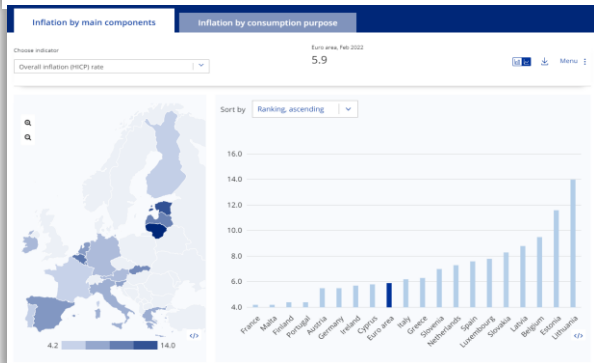 Inflation by main components
Inflation by consumption purpose
Choose indicator
Overall inflation (HICP) rate
Euro area, Feb 2022
5.9
Menu
Sort by
Ranking, ascending
16.0
14.0
12.0
10.0
8.0
6.0
4.0
France
Malta
Finland
Portugal
Austria
Germany
Ireland
Cyprus
Euro area
Italy
Greece
Slovenia
Netherlands
Spain
Luxembourg
Slovakia
Latvia
Belgium
Estonia
Lithuania
4.2
14.0